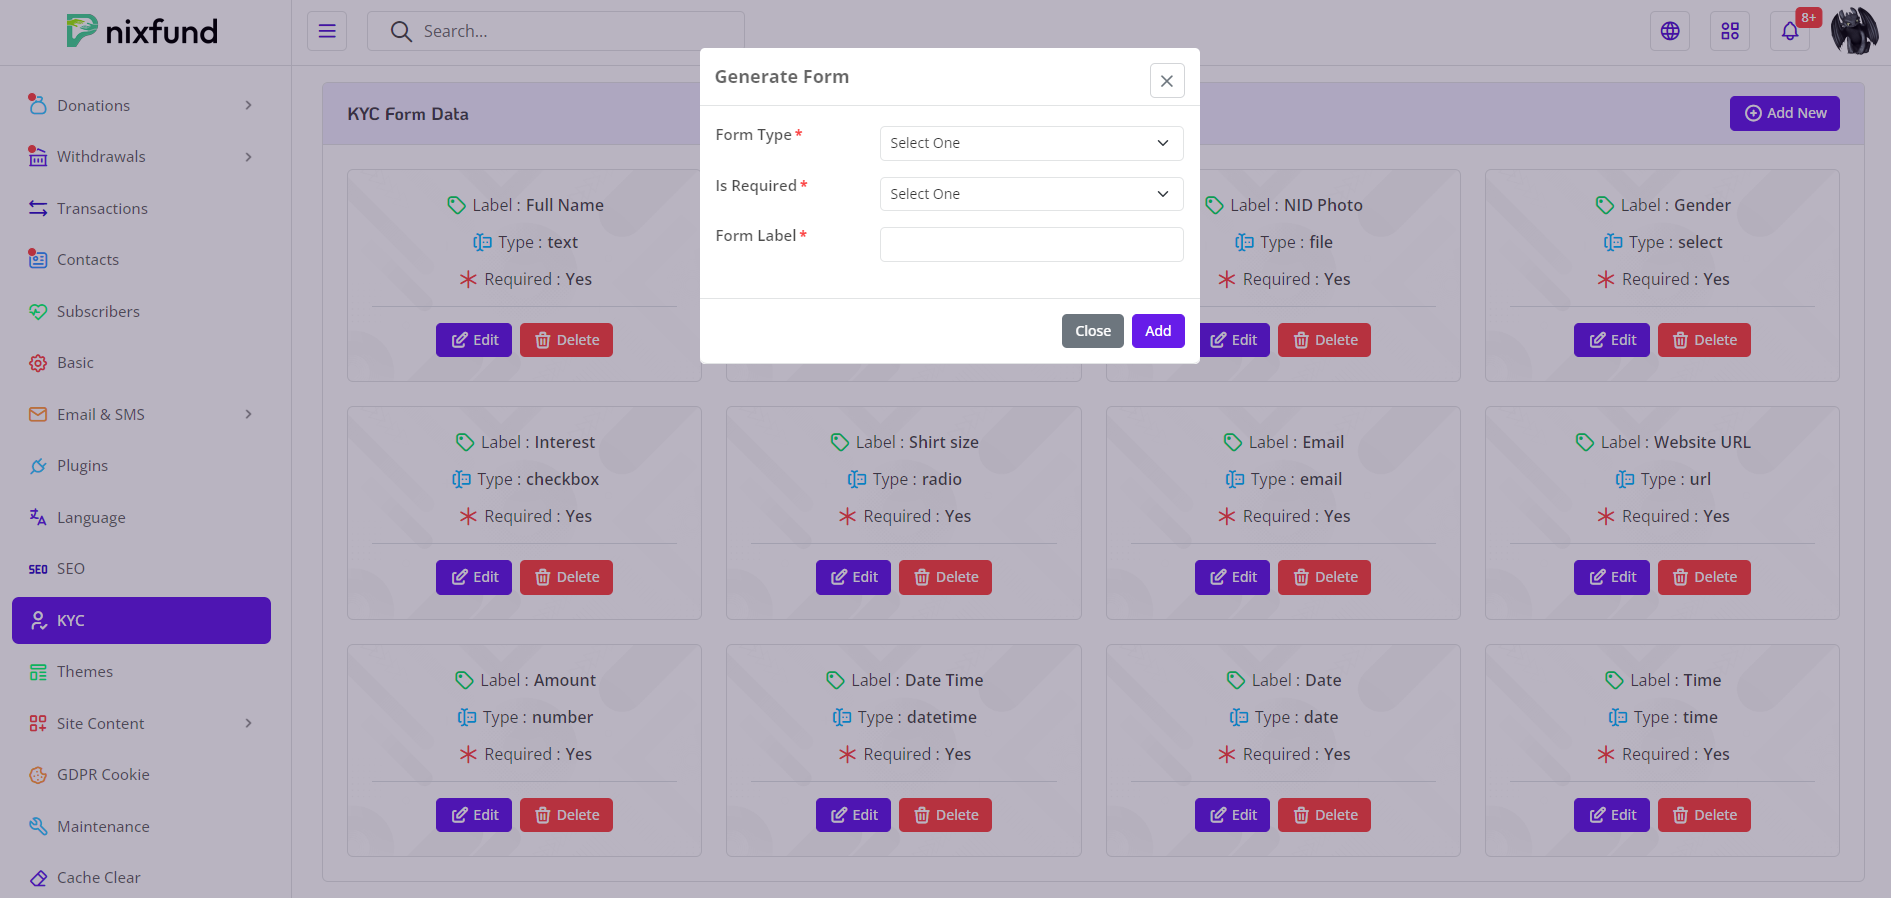 nixfund
Search...
8+
Donations
Withdrawals
Transactions
Contacts
Subscribers
Basic
Email & SMS
Plugins
Language
SEO SEO
KYC
Themes
Site Content
GDPR Cookie
Maintenance
Cache Clear
KYC Form Data
Add New
Generate Form
Form Type *
Select One
Is Required *
Select One
Form Label *
Close Add
Label : Full Name
Type : text
Required : Yes
Edit Delete
Label : NID Photo
Type : file
Required : Yes
Edit Delete
Label : Gender
Type : select
Required : Yes
Edit Delete
Label : Interest
Type : checkbox
Required : Yes
Edit Delete
Label : Shirt size
Type : radio
Required : Yes
Edit Delete
Label : Email
Type : email
Required : Yes
Edit Delete
Label : Website URL
Type : url
Required : Yes
Edit Delete
Label : Amount
Type : number
Required : Yes
Edit Delete
Label : Date Time
Type : datetime
Required : Yes
Edit Delete
Label : Date
Type : date
Required : Yes
Edit Delete
Label : Time
Type : time
Required : Yes
Edit Delete